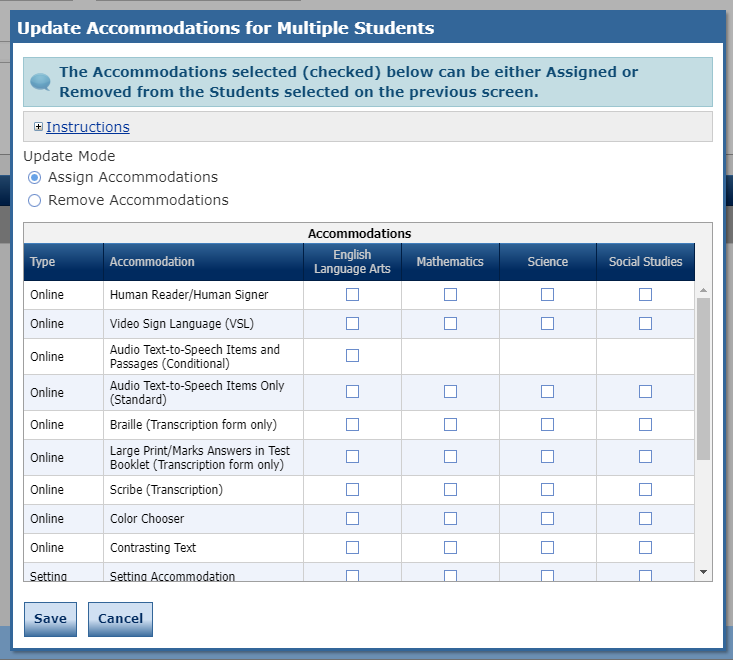 Update Accommodations for Multiple Students
The Accommodations selected (checked) below can be either Assigned or
Removed from the Students selected on the previous screen.
Instructions
Update Mode
Assign Accommodations
Remove Accommodations
Accommodations
Type Accommodation English Language Arts Mathematics Science Social Studies
Online Human Reader/Human Signer
Online Video Sign Language (VSL)
Online Audio Text-to-Speech Items and
Passages (Conditional)
Online Audio Text-to-Speech Items Only
(Standard)
Online Braille (Transcription form only)
Online Large Print/Marks Answers in Test
Booklet (Transcription form only)
Online Scribe (Transcription)
Online Color Chooser
Online Contrasting Text
Setting Setting Accommodation
Save Cancel